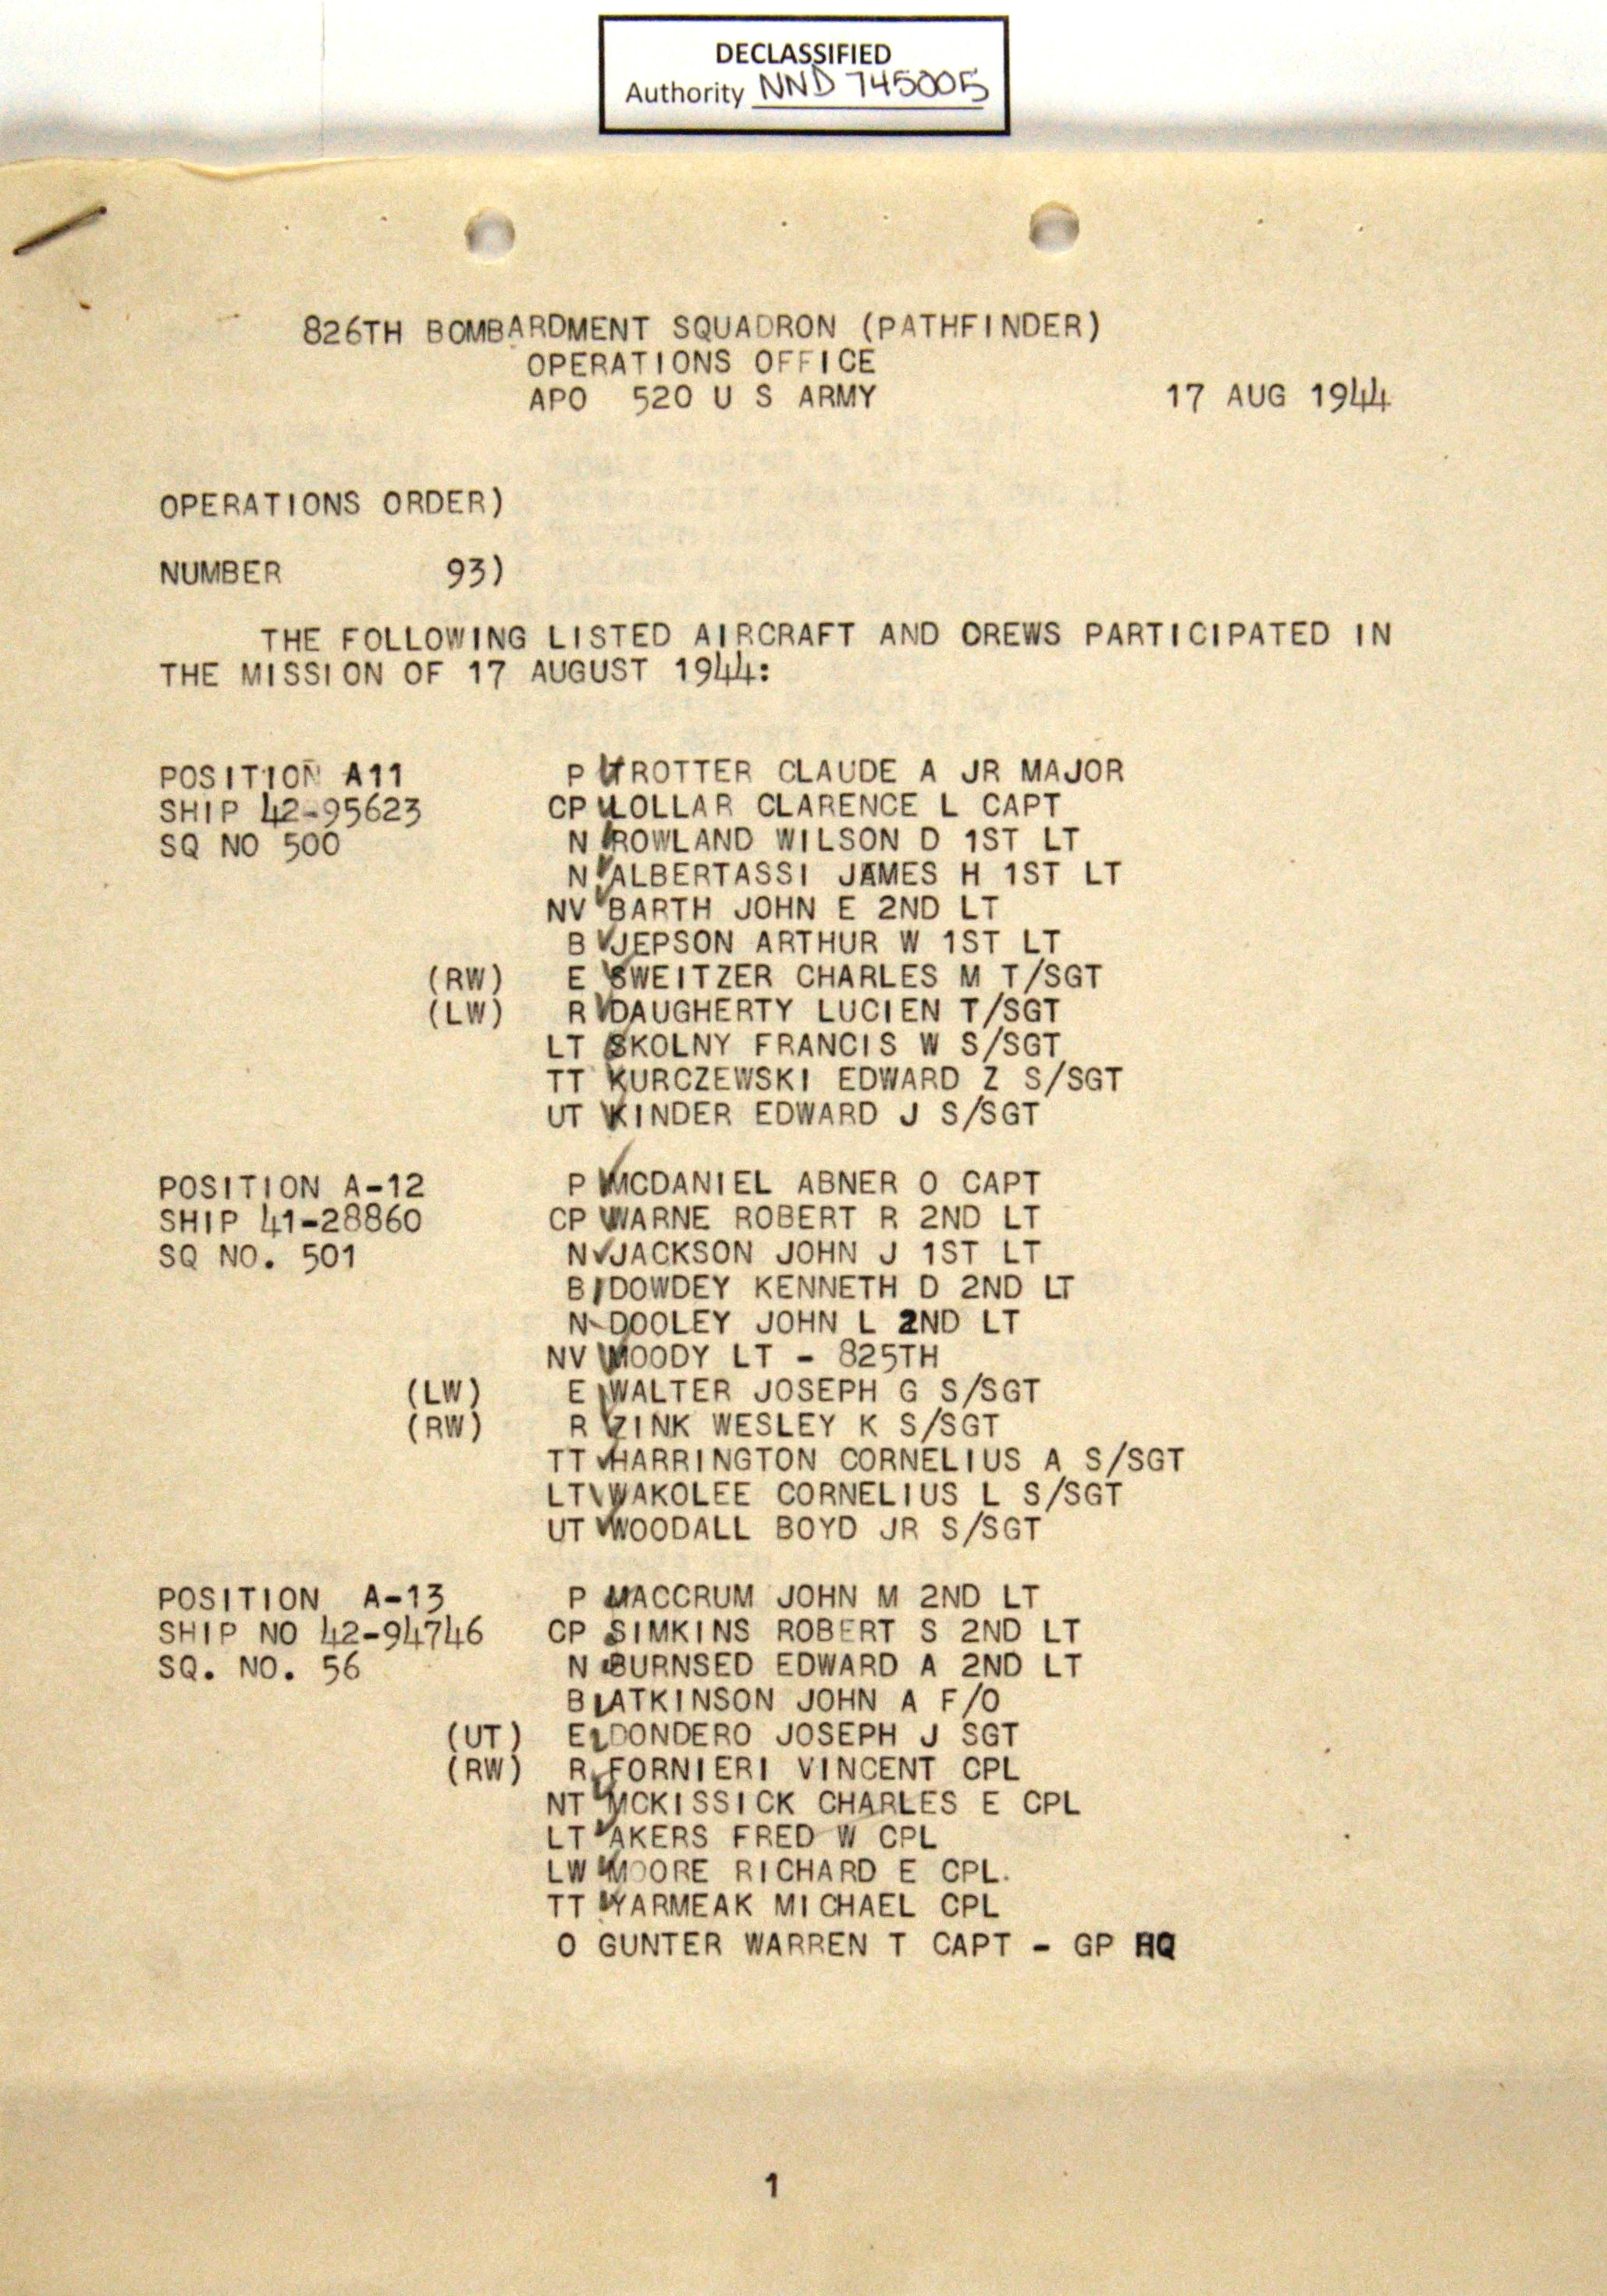 DECLASSIFIED
Authority NND 745005
826TH BOMBARDMENT SQUADRON (PATHFINDER)
OPERATIONS OFFICE
APO 520 U S ARMY 17 AUG 1944
OPERATIONS ORDER)
NUMBER 93)
THE FOLLOWING LISTED AIRCRAFT AND CREWS PARTICIPATED IN
THE MISSION OF 17 AUGUST 1944:
POSITION A11 P TROTTER CLAUDE A JR MAJOR
SHIP 42-95623 CP LOLLAR CLARENCE L CAPT
SQ NO 500 N ROWLAND WILSON D 1ST LT
N ALBERTASSI JAMES H 1ST LT
NV BARTH JOHN E 2ND LT
B JEPSON ARTHUR W 1ST LT
(RW) E SWEITZER CHARLES M T/SGT
(LW) R DAUGHERTY LUCIEN T/SGT
LT SKOLNY FRANCIS W S/SGT
TT KURCZEWSKI EDWARD Z S/SGT
UT KINDER EDWARD J S/SGT
POSITION A-12 P MCDANIEL ABNER O CAPT
SHIP 41-28860 CP WARNE ROBERT R 2ND LT
SQ NO. 501 N JACKSON JOHN J 1ST LT
B DOWDEY KENNETH D 2ND LT
N DOOLEY JOHN L 2ND LT
NV MOODY LT - 825TH
(LW) E WALTER JOSEPH G S/SGT
(RW) R ZINK WESLEY K S/SGT
TT HARRINGTON CORNELIUS A S/SGT
LT WAKOLEE CORNELIUS L S/SGT
UT WOODALL BOYD JR S/SGT
POSITION A-13 P MACCRUM JOHN M 2ND LT
SHIP NO 42-94746 CP SIMKINS ROBERT S 2ND LT
SQ. NO. 56 N BURNSED EDWARD A 2ND LT
B ATKINSON JOHN A F/O
(UT) E DONDERO JOSEPH J SGT
(RW) R FORNIERI VINCENT CPL
NT MCKISSICK CHARLES E CPL
LT AKERS FRED W CPL
LW MOORE RICHARD E CPL.
TT YARMEAK MICHAEL CPL
O GUNTER WARREN T CAPT - GP HQ
1